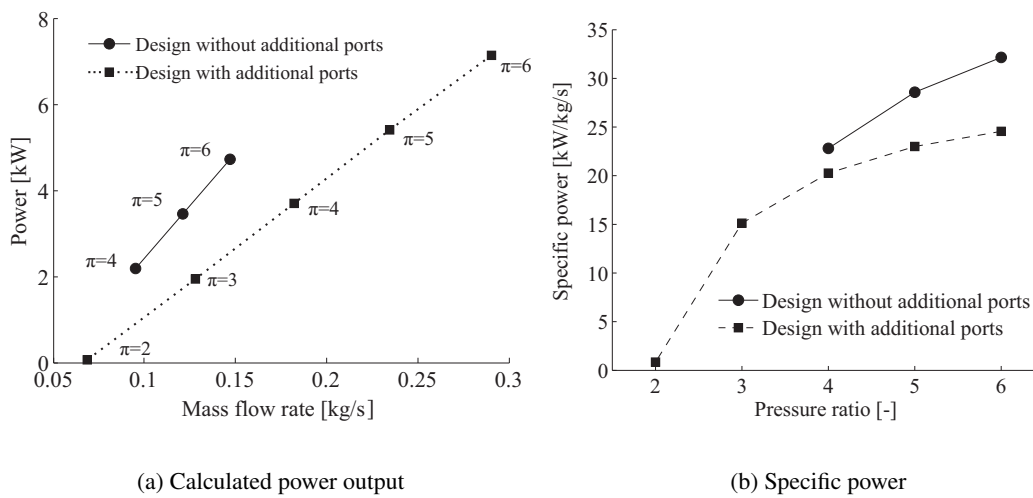 8
6
4
2
0
Power [kW]
Design without additional ports
Design with additional ports
π=6
π=6
π=5
π=5
π=4
π=4
π=3
π=2
0.05
0.1
0.15
0.2
0.25
0.3
Mass flow rate [kg/s]
(a) Calculated power output
35
30
25
20
15
10
5
0
Specific power [kW/kg/s]
Design without additional ports
Design with additional ports
2
3
4
5
6
Pressure ratio [-]
(b) Specific power